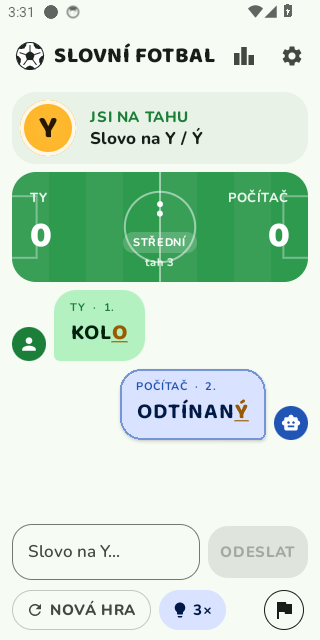 3:31
SLOVNÍ FOTBAL
Y
JSI NA TAHU
Slovo na Y / Ý
TY
POČÍTAČ
0
0
STŘEDNÍ
tah 3
TY · 1.
KOLO
POČÍTAČ · 2.
ODTÍNANÝ
Slovo na Y...
ODESLAT
NOVÁ HRA
3×